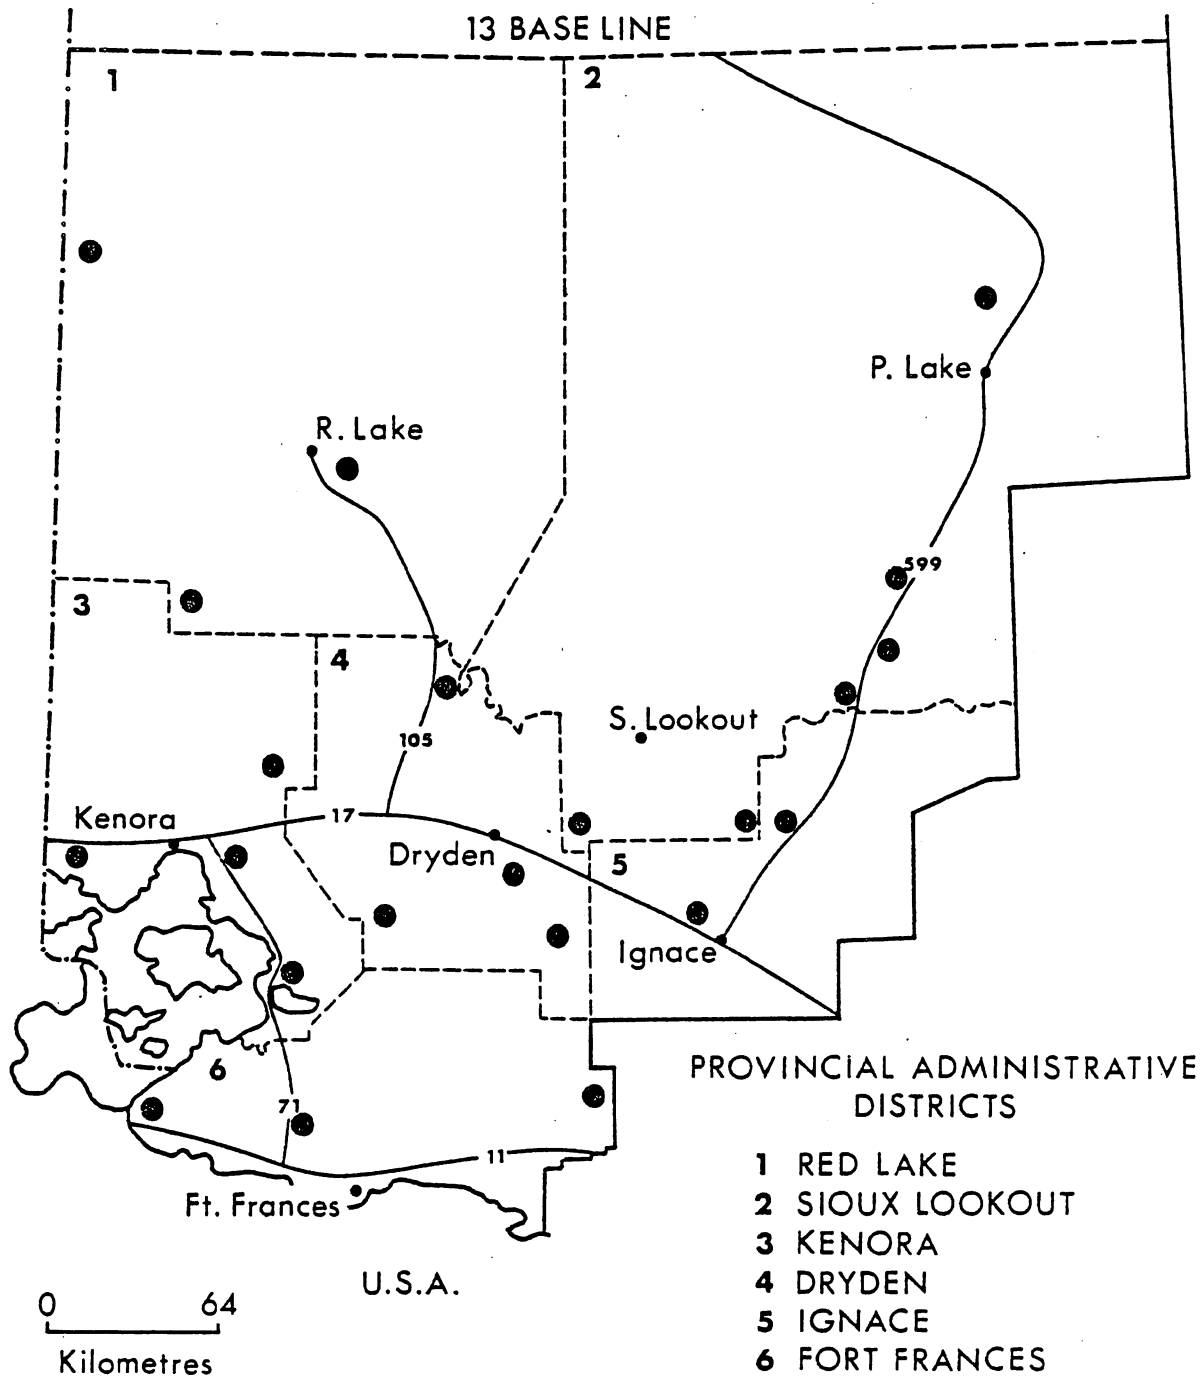 13 BASE LINE
1
2
P. Lake
R. Lake
599
3
4
S. Lookout
105
Kenora
17
Dryden
5
Ignace
6
71
11
Ft. Frances
PROVINCIAL ADMINISTRATIVE
DISTRICTS
1 RED LAKE
2 SIOUX LOOKOUT
3 KENORA
4 DRYDEN
5 IGNACE
6 FORT FRANCES
U.S.A.
0 64
Kilometres